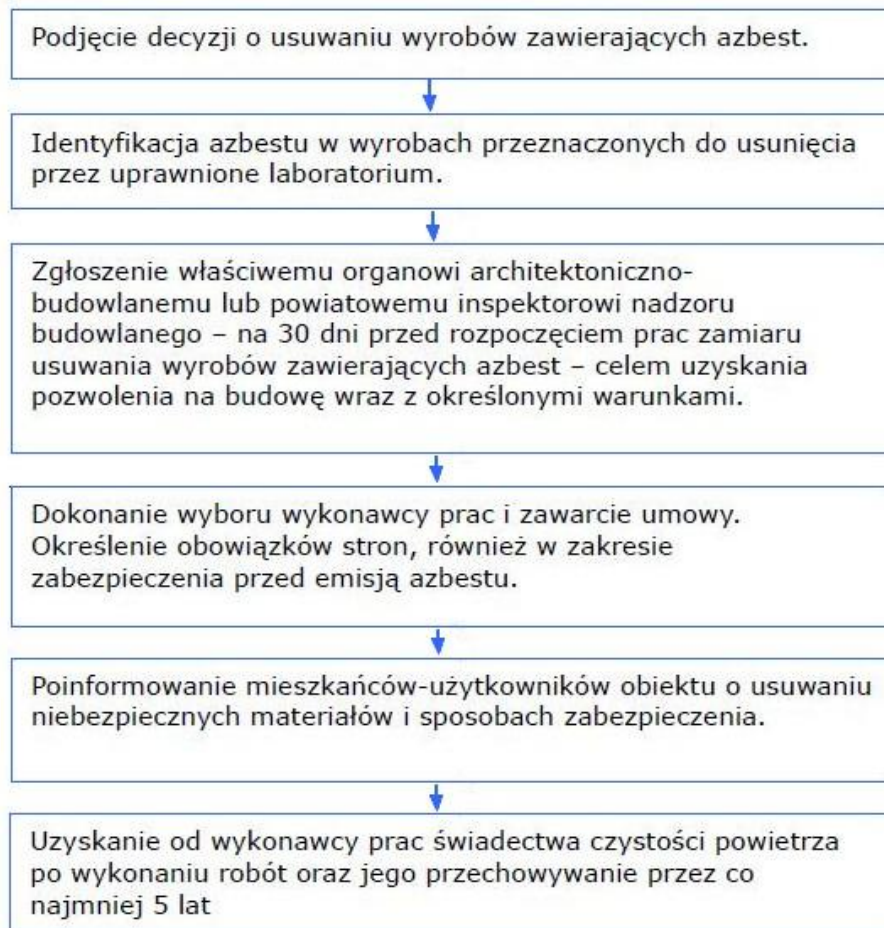 Podjęcie decyzji o usuwaniu wyrobów zawierających azbest.
Identyfikacja azbestu w wyrobach przeznaczonych do usunięcia
przez uprawnione laboratorium.
Zgłoszenie właściwemu organowi architektoniczno-
budowlanemu lub powiatowemu inspektorowi nadzoru
budowlanego – na 30 dni przed rozpoczęciem prac zamiaru
usuwania wyrobów zawierających azbest – celem uzyskania
pozwolenia na budowę wraz z określonymi warunkami.
Dokonanie wyboru wykonawcy prac i zawarcie umowy.
Określenie obowiązków stron, również w zakresie
zabezpieczenia przed emisją azbestu.
Poinformowanie mieszkańców-użytkowników obiektu o usuwaniu
niebezpiecznych materiałów i sposobach zabezpieczenia.
Uzyskanie od wykonawcy prac świadectwa czystości powietrza
po wykonaniu robót oraz jego przechowywanie przez co
najmniej 5 lat